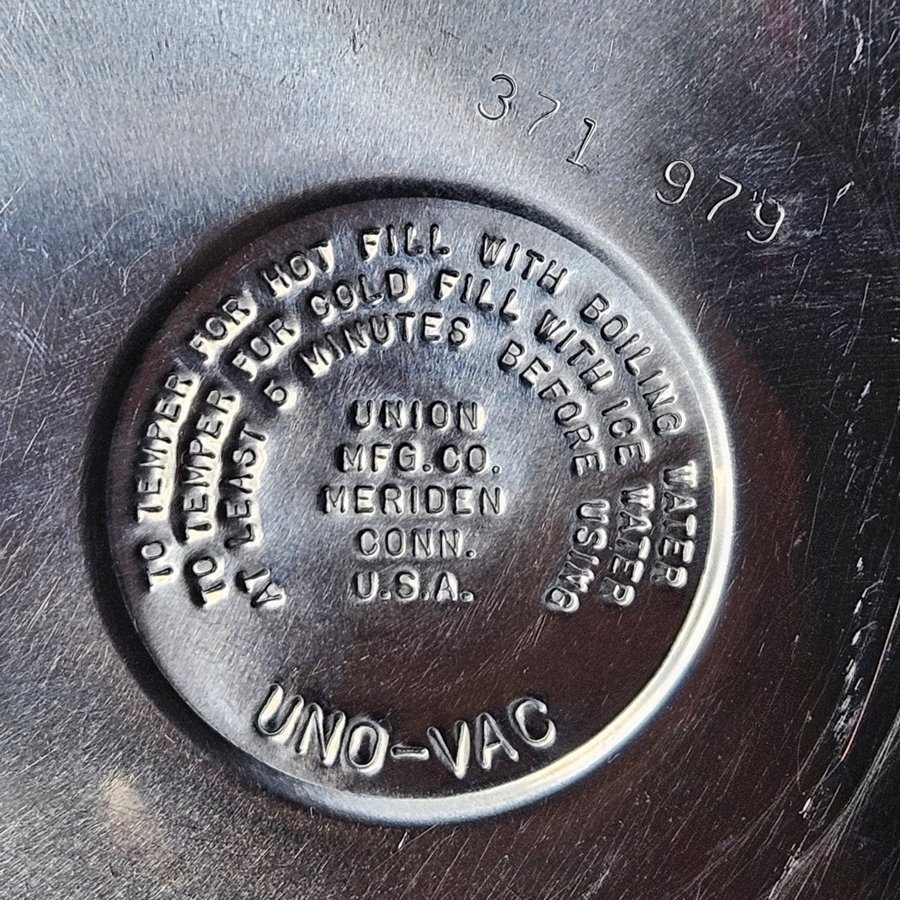 371 979
TO TEMPER FOR HOT FILL WITH BOILING WATER
TO TEMPER FOR COLD FILL WITH ICE WATER
AT LEAST 5 MINUTES BEFORE USING
UNION
MFG.CO.
MERIDEN
CONN.
U.S.A.
UNO-VAC